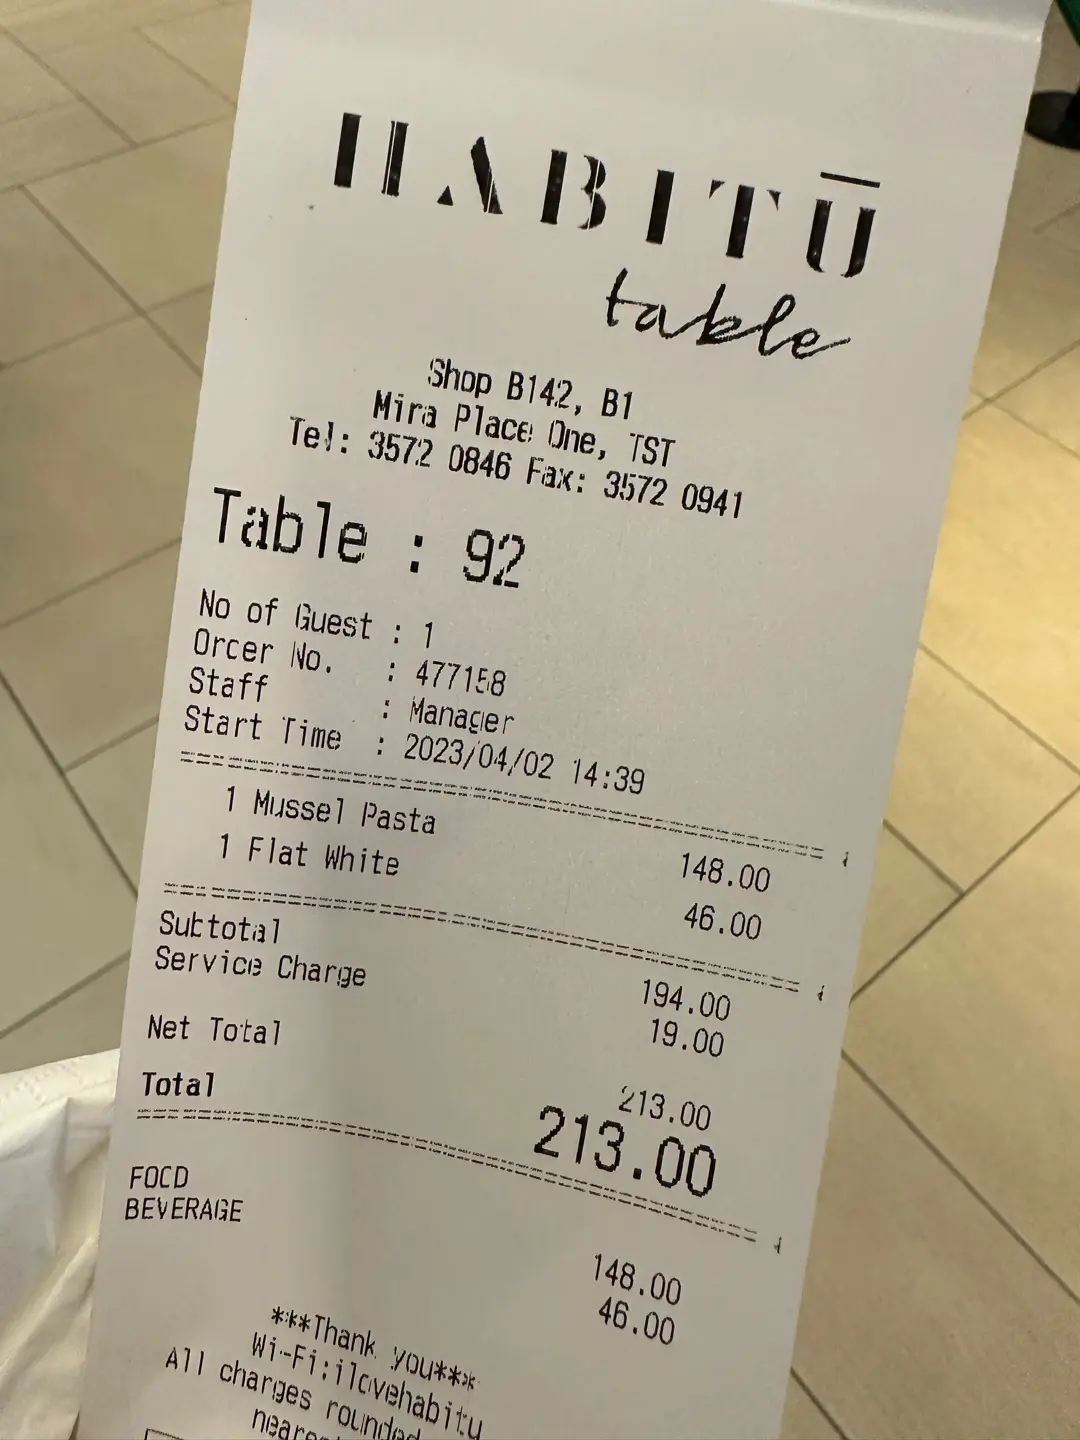 HABITŪ
table
Shop B142, B1
Mira Place One, TST
Tel: 3572 0846 Fax: 3572 0941
Table : 92
No of Guest : 1
Orcer No. : 477158
Staff : Manager
Start Time : 2023/04/02 14:39
1 Mussel Pasta 148.00
1 Flat White 46.00
Subtotal 194.00
Service Charge 19.00
Net Total 213.00
Total 213.00
FOCD 148.00
BEVERAGE 46.00
***Thank you***
Wi-Fi:ilovehabitu
All charges rounded